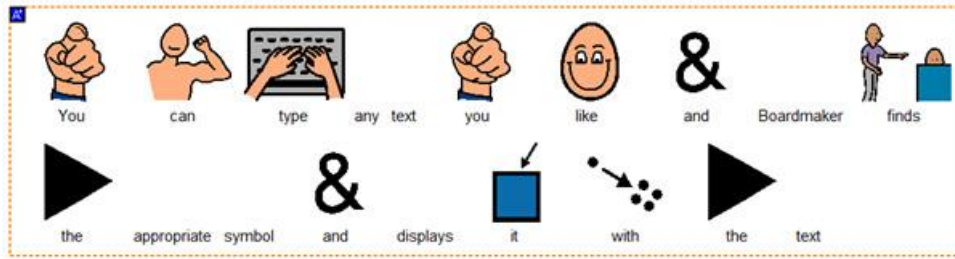 You can type any text you like and Boardmaker finds
the appropriate symbol and displays it with the text